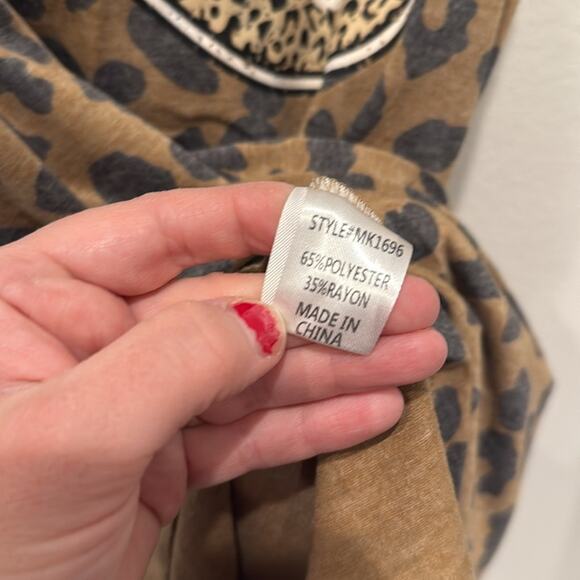 STYLE#MK1696
65%POLYESTER
35%RAYON
MADE IN
CHINA